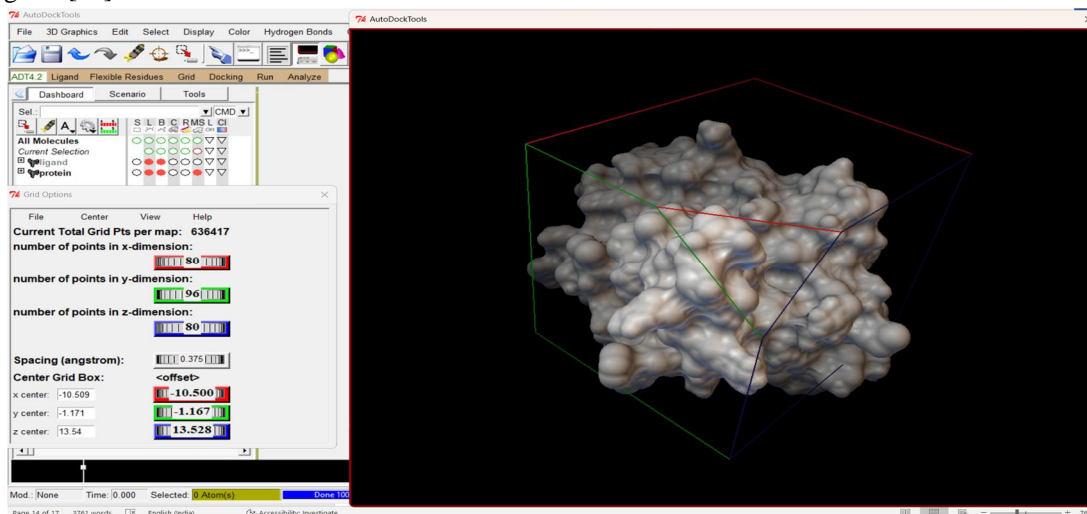 AutoDockTools
AutoDockTools
File 3D Graphics Edit Select Display Color Hydrogen Bonds
ADT4.2 Ligand Flexible Residues Grid Docking Run Analyze
Dashboard Scenario Tools
Sel.: CMD
S L B C R MS L Cl
All Molecules
Current Selection
ligand
protein
Grid Options
File Center View Help
Current Total Grid Pts per map: 636417
number of points in x-dimension:
80
number of points in y-dimension:
96
number of points in z-dimension:
80
Spacing (angstrom): 0.375
Center Grid Box: <offset>
x center: -10.509 -10.500
y center: -1.171 -1.167
z center: 13.54 13.528
Mod.: None Time: 0.000 Selected: 0 Atom(s) Done 100
Page 14 of 17 3761 words English (India) Accessibility: Investigate